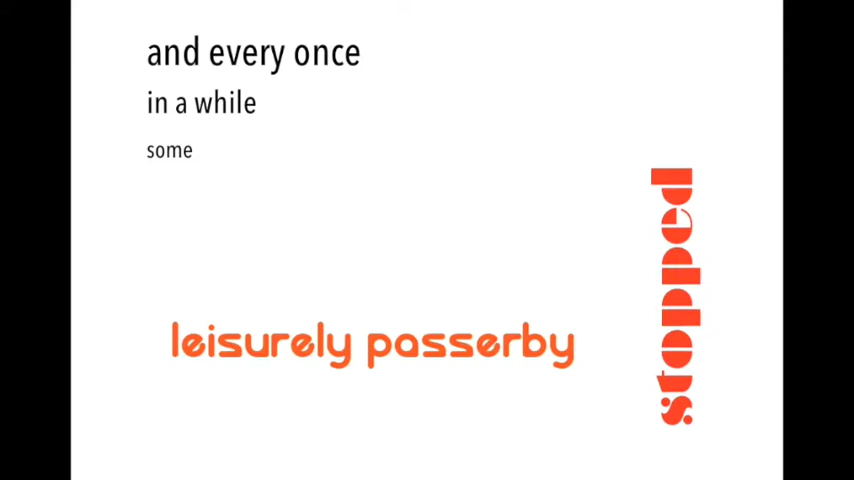 and every once
in a while
some
leisurely passerby
stopped